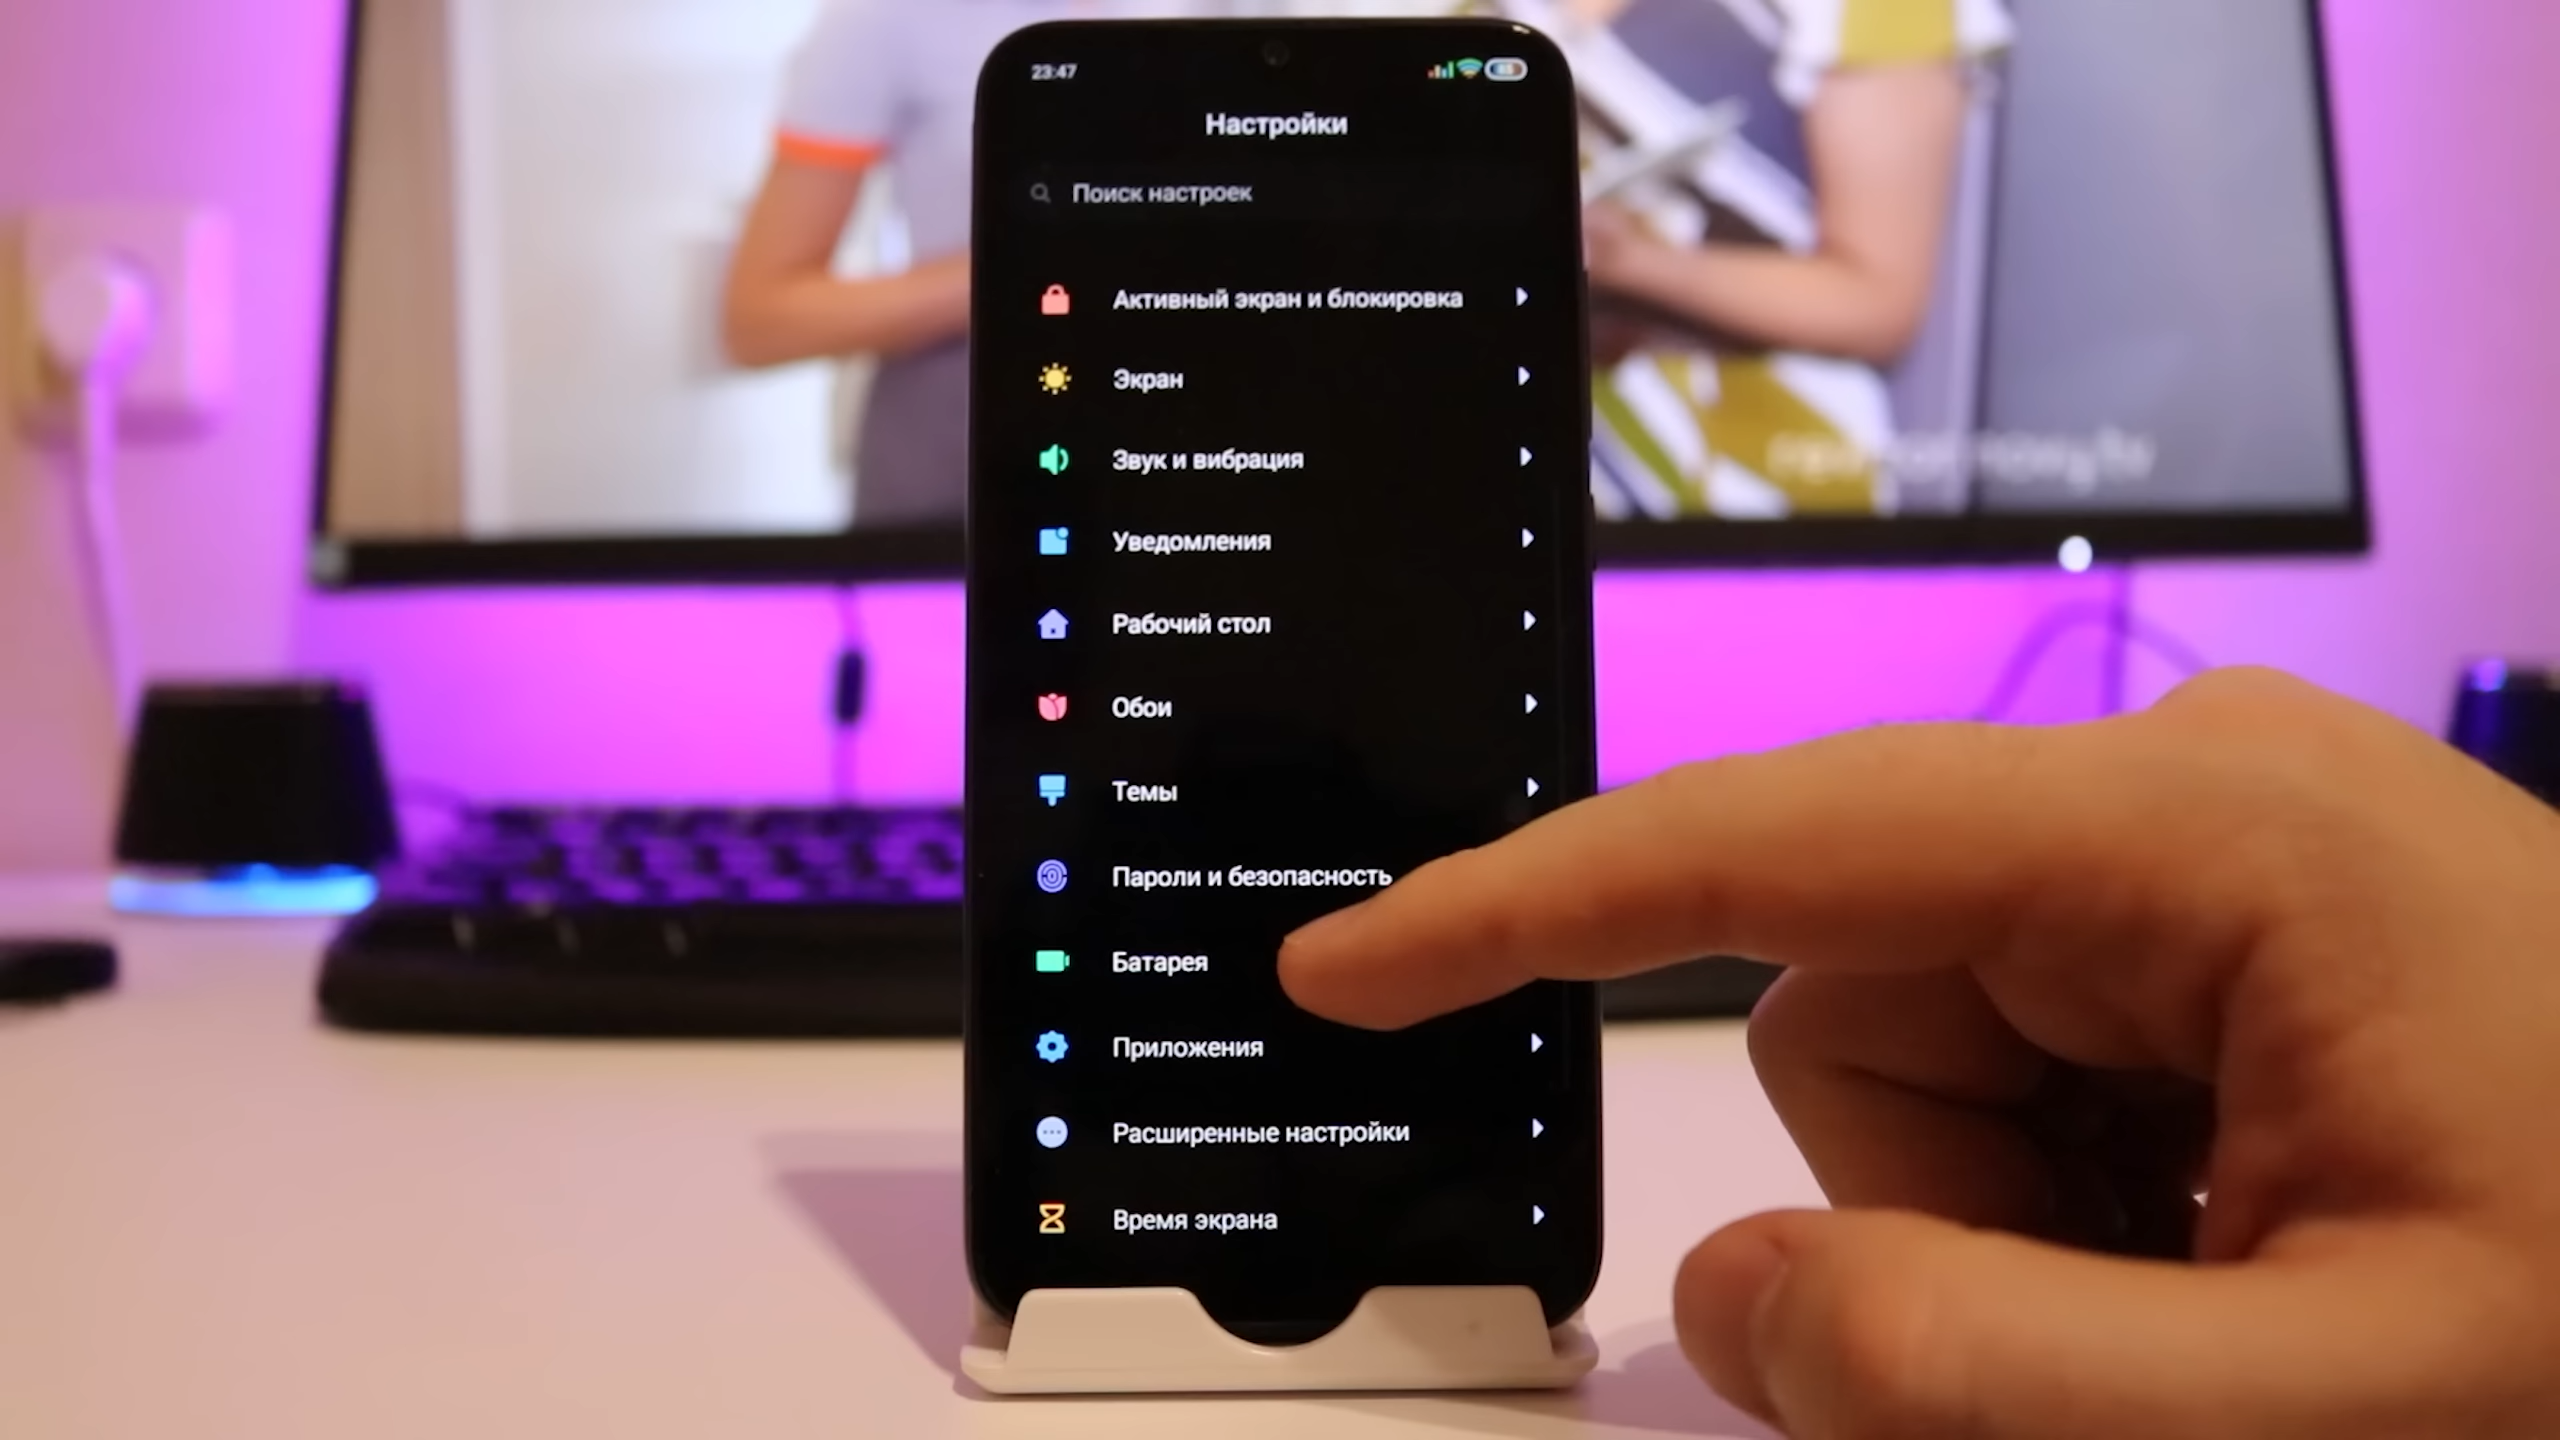 23:47
Настройки
Поиск настроек
Активный экран и блокировка
Экран
Звук и вибрация
Уведомления
Рабочий стол
Обои
Темы
Пароли и безопасность
Батарея
Приложения
Расширенные настройки
Время экрана